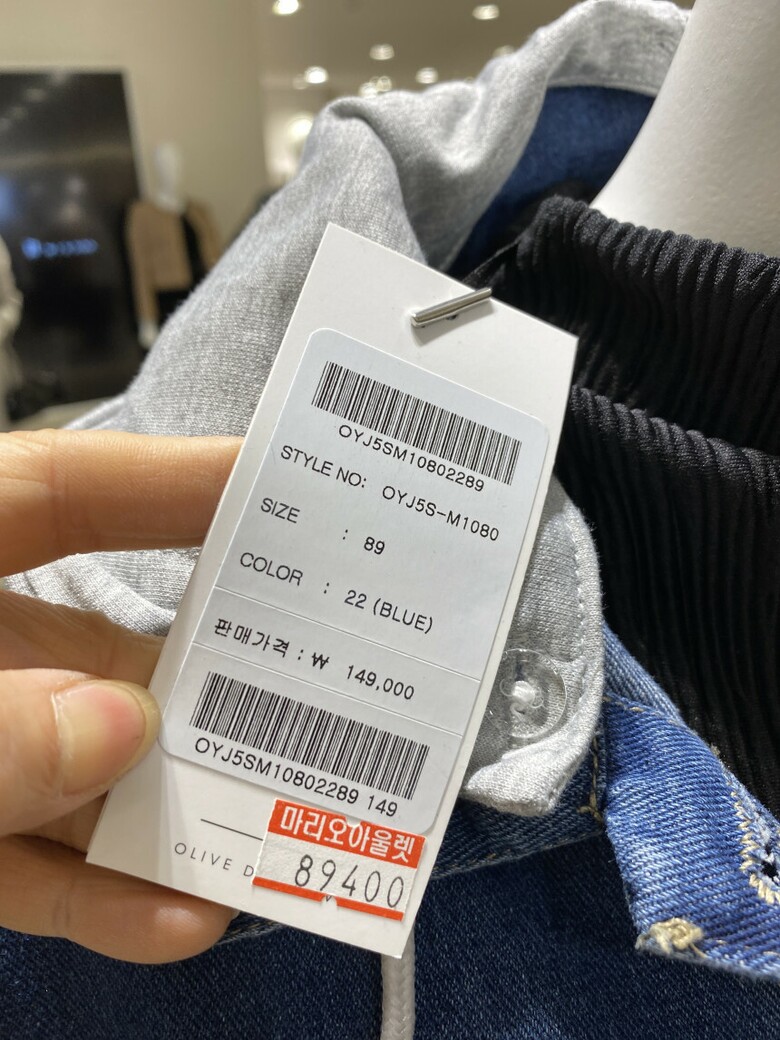 OYJ5SM10802289
STYLE NO: OYJ5S-M1080
SIZE : 89
COLOR : 22 (BLUE)
판매가격 : ₩ 149,000
OYJ5SM10802289 149
마리오아울렛
OLIVE D
89400